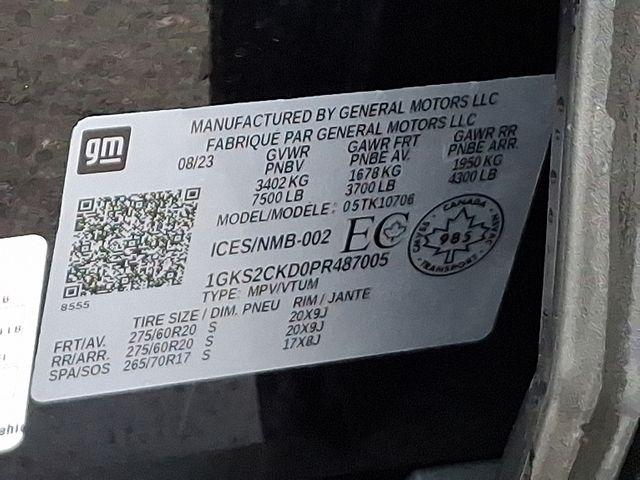 gm
MANUFACTURED BY GENERAL MOTORS LLC
FABRIQUÉ PAR GENERAL MOTORS LLC
08/23 GVWR GAWR FRT GAWR RR
PNBV PNBE AV. PNBE ARR.
3402 KG 1678 KG 1950 KG
7500 LB 3700 LB 4300 LB
MODEL/MODÈLE: 05TK10706
ICES/NMB-002 EC
CANADA
985
TRANSPORT
1GKS2CKD0PR487005
TYPE: MPV/VTUM
8555
TIRE SIZE / DIM. PNEU RIM / JANTE
FRT/AV. 275/60R20 S 20X9J
RR/ARR. 275/60R20 S 20X9J
SPA/SOS 265/70R17 S 17X8J